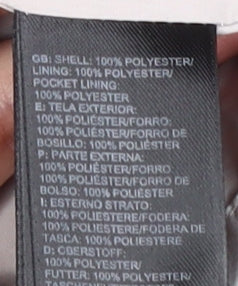 GB: SHELL: 100% POLYESTER/
LINING: 100% POLYESTER/
POCKET LINING:
100% POLYESTER
E: TELA EXTERIOR:
100% POLIÉSTER/FORRO:
100% POLIÉSTER/FORRO DE
BOSILLO: 100% POLIÉSTER
P: PARTE EXTERNA:
100% POLIÉSTER/FORRO:
100% POLIÉSTER/FORRO DE
BOLSO: 100% POLIÉSTER
I: ESTERNO STRATO:
100% POLIESTERE/FODERA:
100% POLIESTERE/FODERA DE
TASCA: 100% POLIESTERE
D: OBERSTOFF:
100% POLYESTER/
FUTTER: 100% POLYESTER/